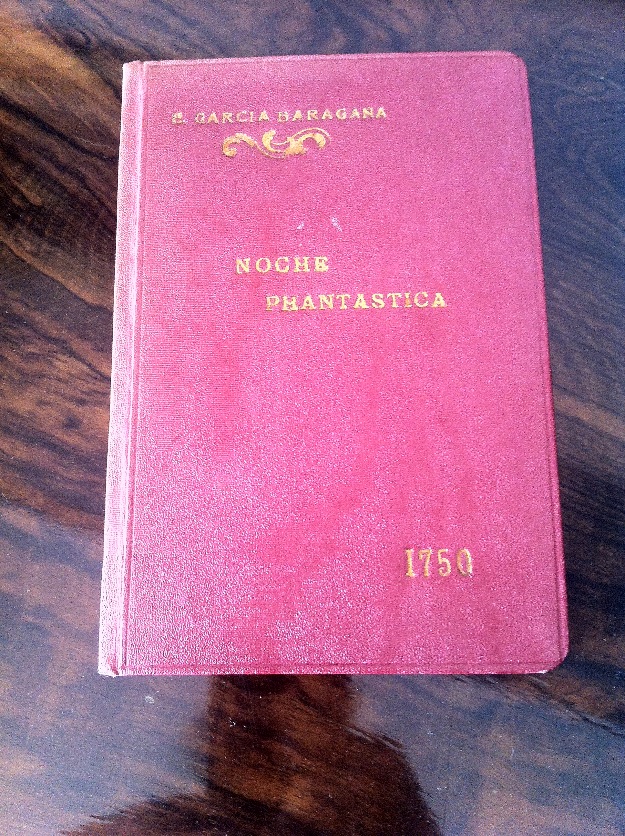 E. GARCIA BARAGANA
NOCHE
PHANTASTICA
1750